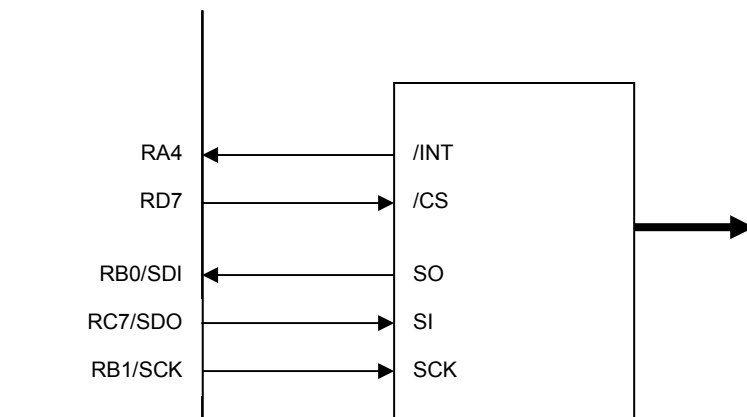 RA4 /INT
RD7 /CS
RB0/SDI SO
RC7/SDO SI
RB1/SCK SCK